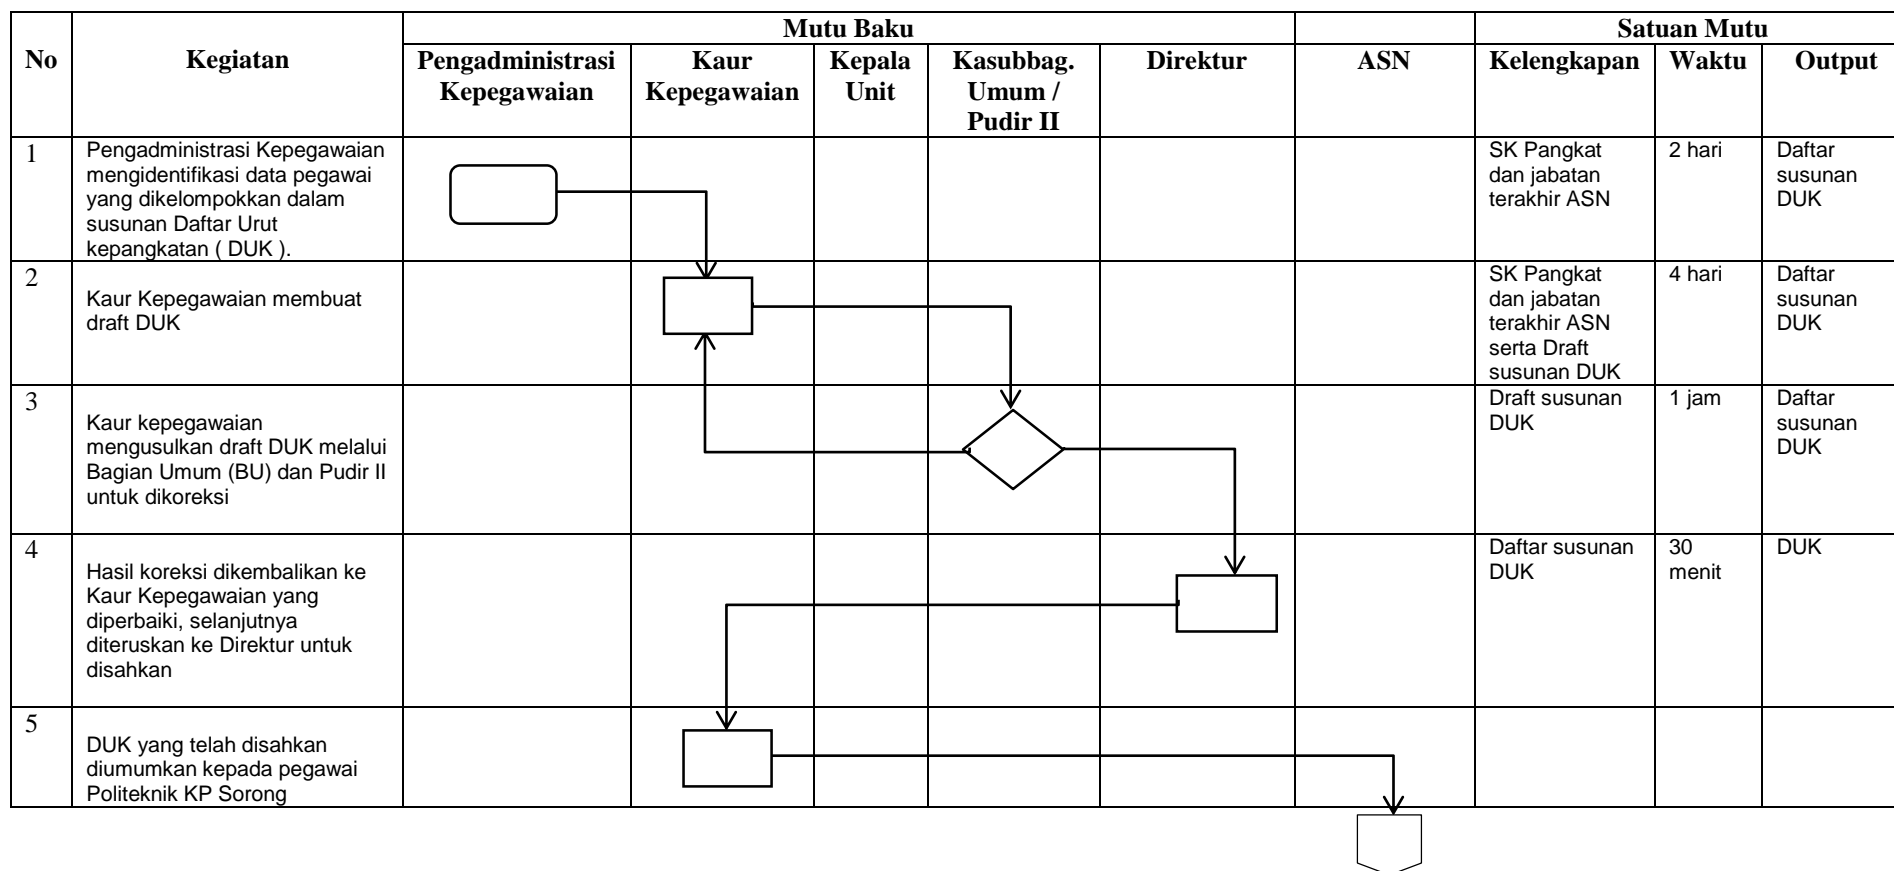 No
Kegiatan
Mutu Baku
Satuan Mutu
Pengadministrasi
Kepegawaian
Kaur
Kepegawaian
Kepala
Unit
Kasubbag.
Umum /
Pudir II
Direktur
ASN
Kelengkapan
Waktu
Output
1
Pengadministrasi Kepegawaian
mengidentifikasi data pegawai
yang dikelompokkan dalam
susunan Daftar Urut
kepangkatan ( DUK ).
SK Pangkat
dan jabatan
terakhir ASN
2 hari
Daftar
susunan
DUK
2
Kaur Kepegawaian membuat
draft DUK
SK Pangkat
dan jabatan
terakhir ASN
serta Draft
susunan DUK
4 hari
Daftar
susunan
DUK
3
Kaur kepegawaian
mengusulkan draft DUK melalui
Bagian Umum (BU) dan Pudir II
untuk dikoreksi
Draft susunan
DUK
1 jam
Daftar
susunan
DUK
4
Hasil koreksi dikembalikan ke
Kaur Kepegawaian yang
diperbaiki, selanjutnya
diteruskan ke Direktur untuk
disahkan
Daftar susunan
DUK
30
menit
DUK
5
DUK yang telah disahkan
diumumkan kepada pegawai
Politeknik KP Sorong